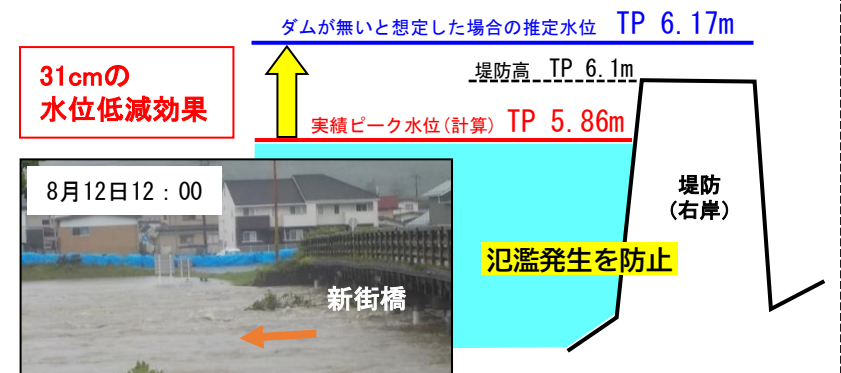 ダムが無いと想定した場合の推定水位 TP 6.17m
31cmの
水位低減効果
堤防高 TP 6.1m
実績ピーク水位(計算) TP 5.86m
8月12日12：00
堤防
(右岸)
氾濫発生を防止
新街橋